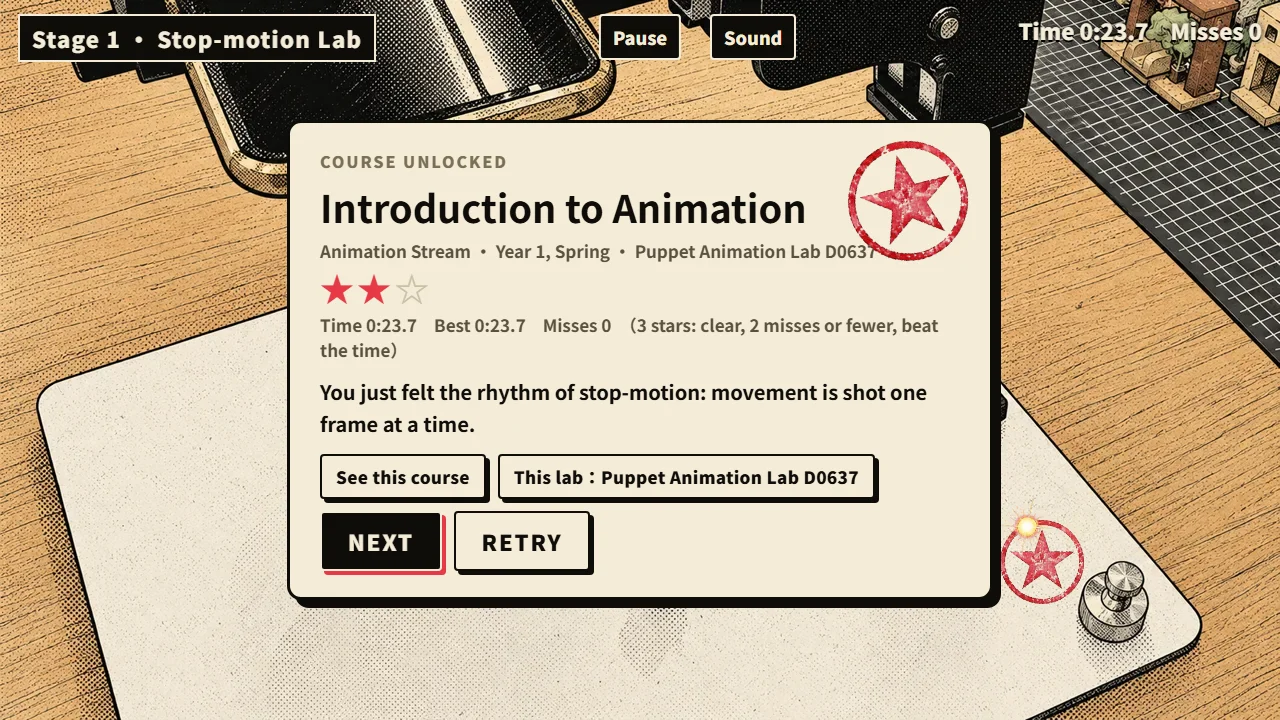 Stage 1 • Stop-motion Lab
Pause
Sound
Time 0:23.7 Misses 0
COURSE UNLOCKED
Introduction to Animation
Animation Stream • Year 1, Spring • Puppet Animation Lab D0637
Time 0:23.7 Best 0:23.7 Misses 0 （3 stars: clear, 2 misses or fewer, beat
the time）
You just felt the rhythm of stop-motion: movement is shot one
frame at a time.
See this course
This lab：Puppet Animation Lab D0637
NEXT
RETRY